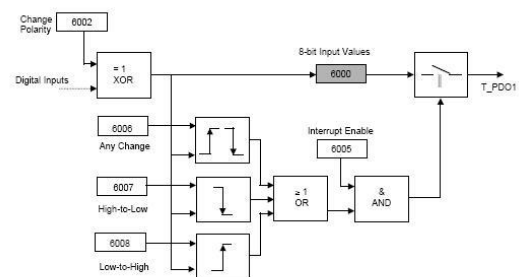 Change
Polarity
6002
Digital Inputs
= 1
XOR
8-bit Input Values
6000
T_PDO1
6006
Any Change
Interrupt Enable
6005
6007
High-to-Low
≥ 1
OR
&
AND
6008
Low-to-High